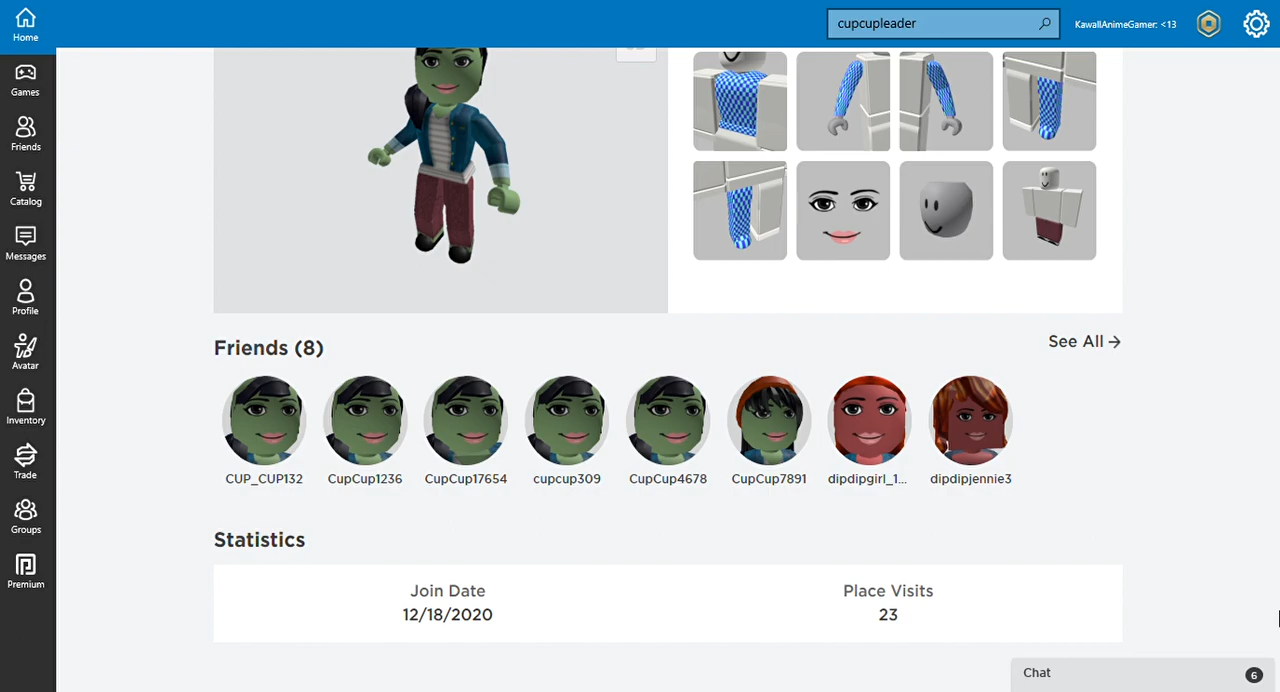 Home
cupcupleader
KawaiiAnimeGamer: <13
Games
Friends
Catalog
Messages
Profile
Avatar
Inventory
Trade
Groups
Premium
Friends (8)
See All →
CUP_CUP132 CupCup1236 CupCup17654 cupcup309 CupCup4678 CupCup7891 dipdipgirl_1... dipdipjennie3
Statistics
Join Date
12/18/2020
Place Visits
23
Chat
6